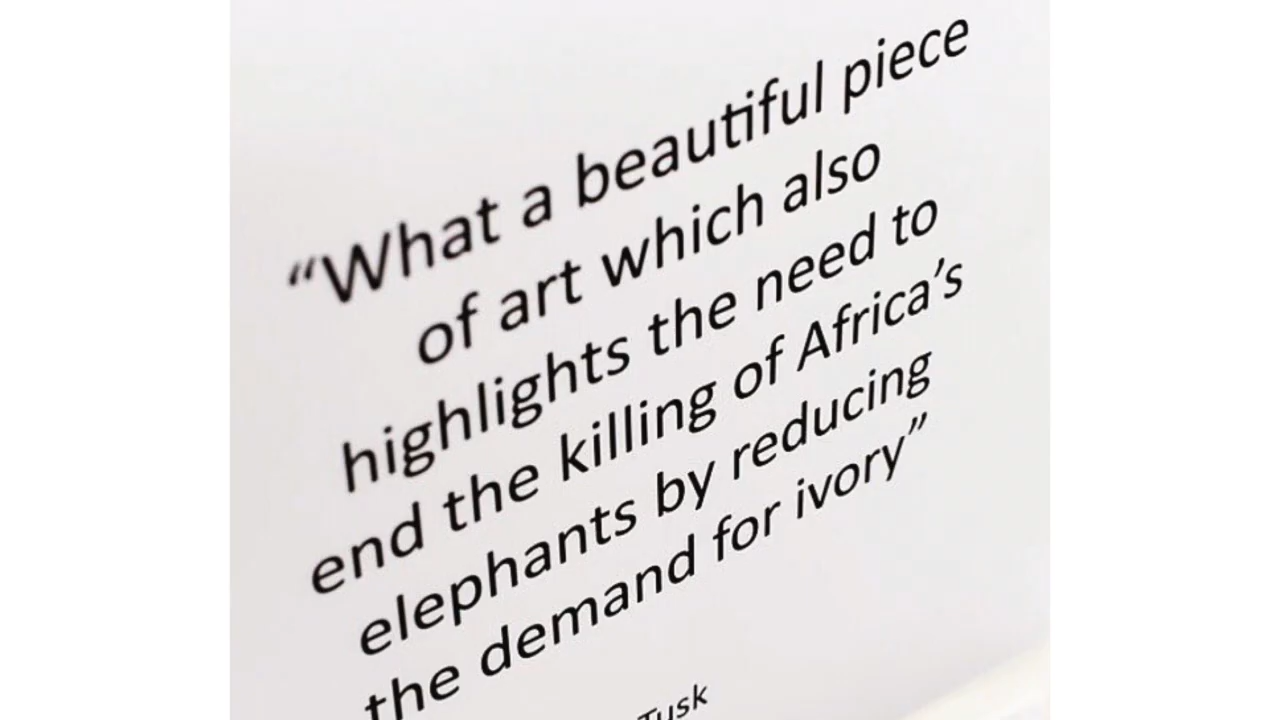 “What a beautiful piece
of art which also
highlights the need to
end the killing of Africa’s
elephants by reducing
the demand for ivory”
Tusk